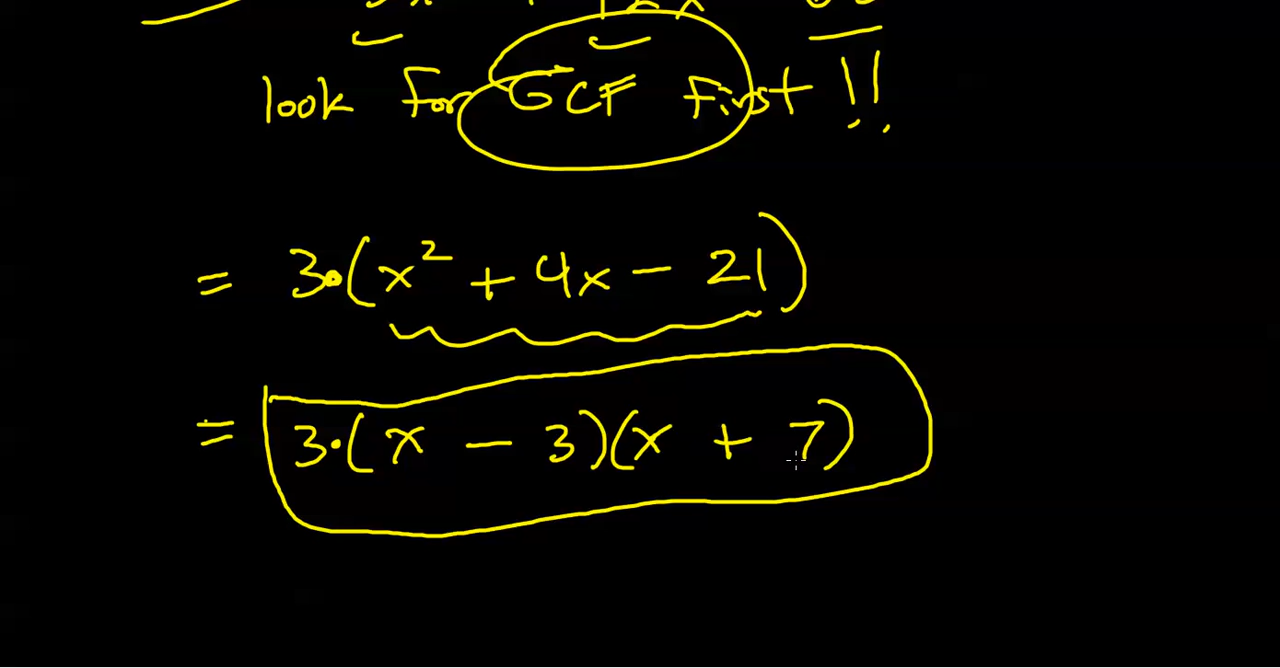 look for GCF first !!
= 3·(x² + 4x - 21)
= 3·(x - 3)(x + 7)